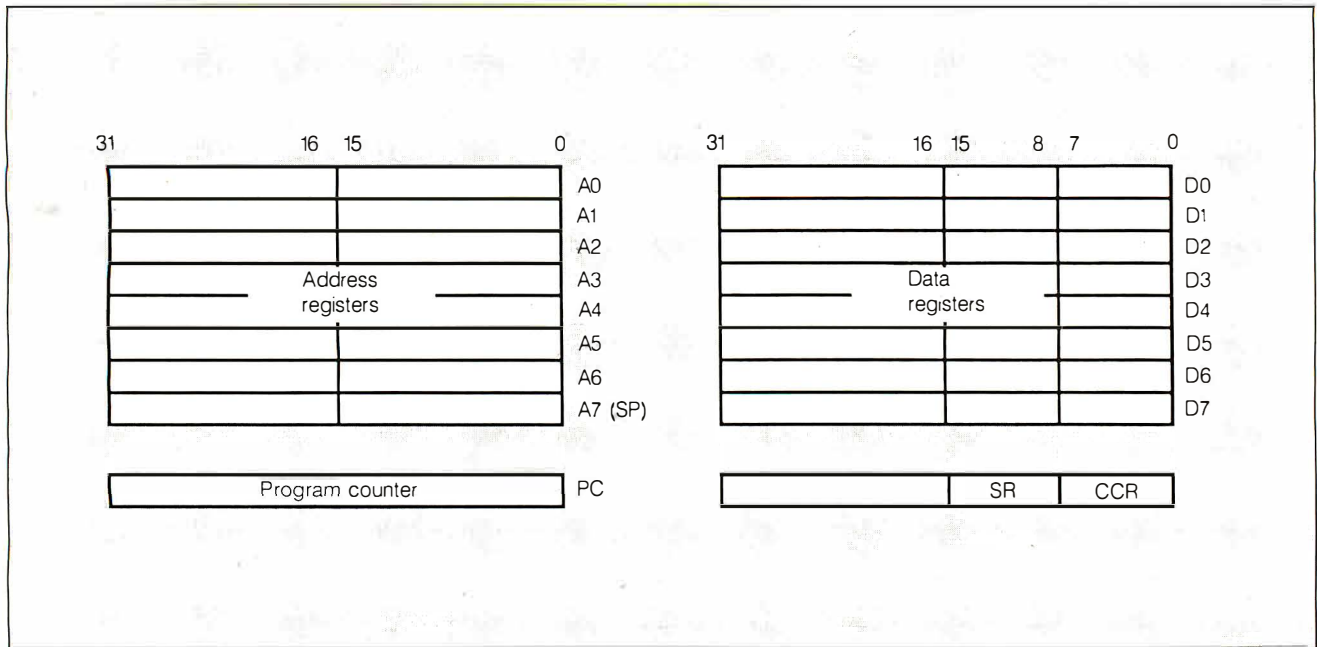 31 16 15 0
A0
A1
A2
A3
A4
A5
A6
A7 (SP)
Address
registers
Program counter PC
31 16 15 8 7 0
D0
D1
D2
D3
D4
D5
D6
D7
Data
registers
SR CCR